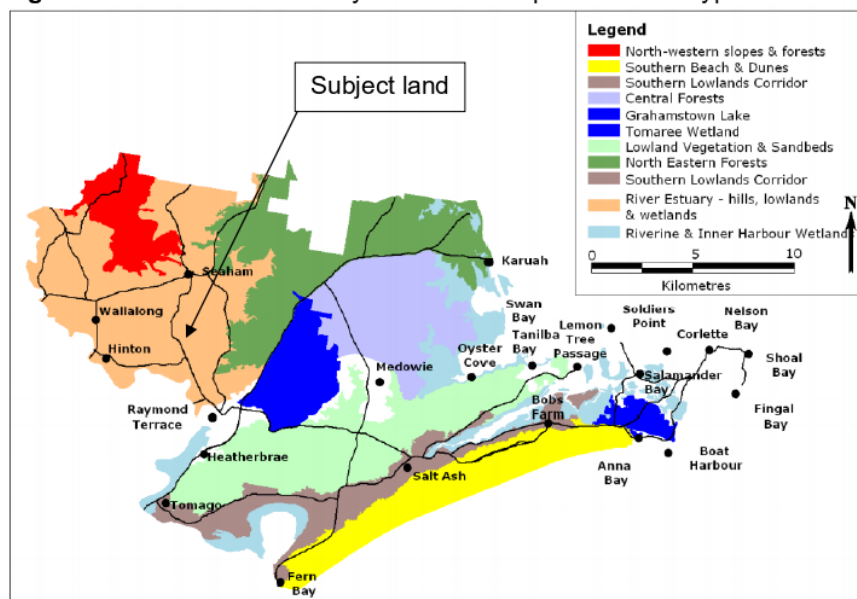 Subject land
Legend
North-western slopes & forests
Southern Beach & Dunes
Southern Lowlands Corridor
Central Forests
Grahamstown Lake
Tomaree Wetland
Lowland Vegetation & Sandbeds
North Eastern Forests
Southern Lowlands Corridor
River Estuary - hills, lowlands
& wetlands
Riverine & Inner Harbour Wetland
N
0 5 10
Kilometres
Seaham
Karuah
Wallalong
Hinton
Swan
Bay
Soldiers
Point
Nelson
Bay
Tanilba
Bay
Lemon
Tree
Passage
Corlette
Shoal
Bay
Oyster
Cove
Medowie
Salamander
Bay
Fingal
Bay
Raymond
Terrace
Bobs
Farm
Heatherbrae
Salt Ash
Anna
Bay
Boat
Harbour
Tomago
Fern
Bay